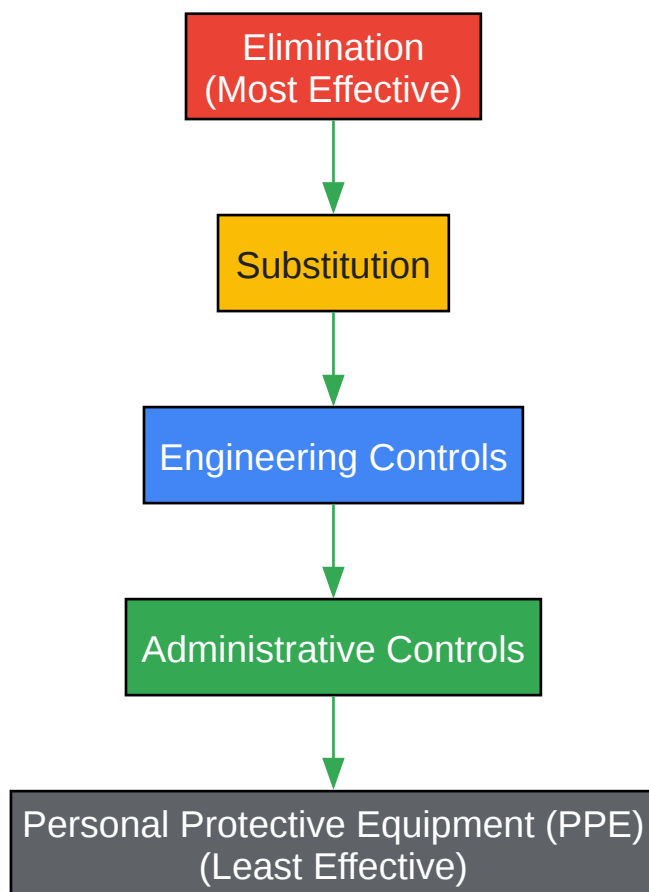 Elimination
(Most Effective)
Substitution
Engineering Controls
Administrative Controls
Personal Protective Equipment (PPE)
(Least Effective)